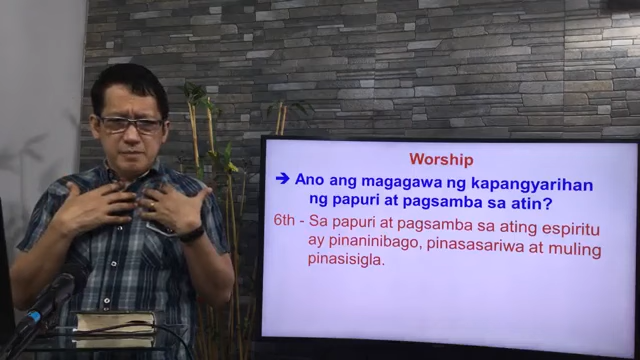 Worship
➔ Ano ang magagawa ng kapangyarihan
ng papuri at pagsamba sa atin?
6th - Sa papuri at pagsamba sa ating espiritu
ay pinaninibago, pinasasariwa at muling
pinasisigla.